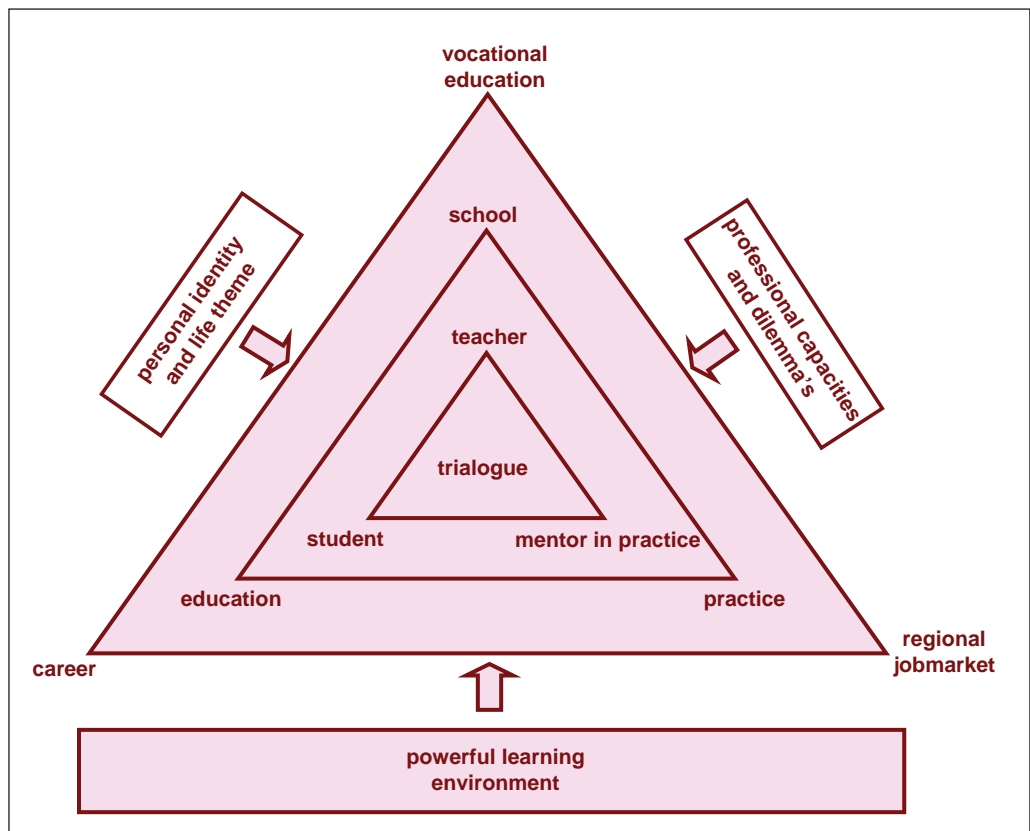 vocational
education
school
personal identity
and life theme
professional capacities
and dilemma's
teacher
trialogue
student
mentor in practice
education
practice
career
regional
jobmarket
powerful learning
environment